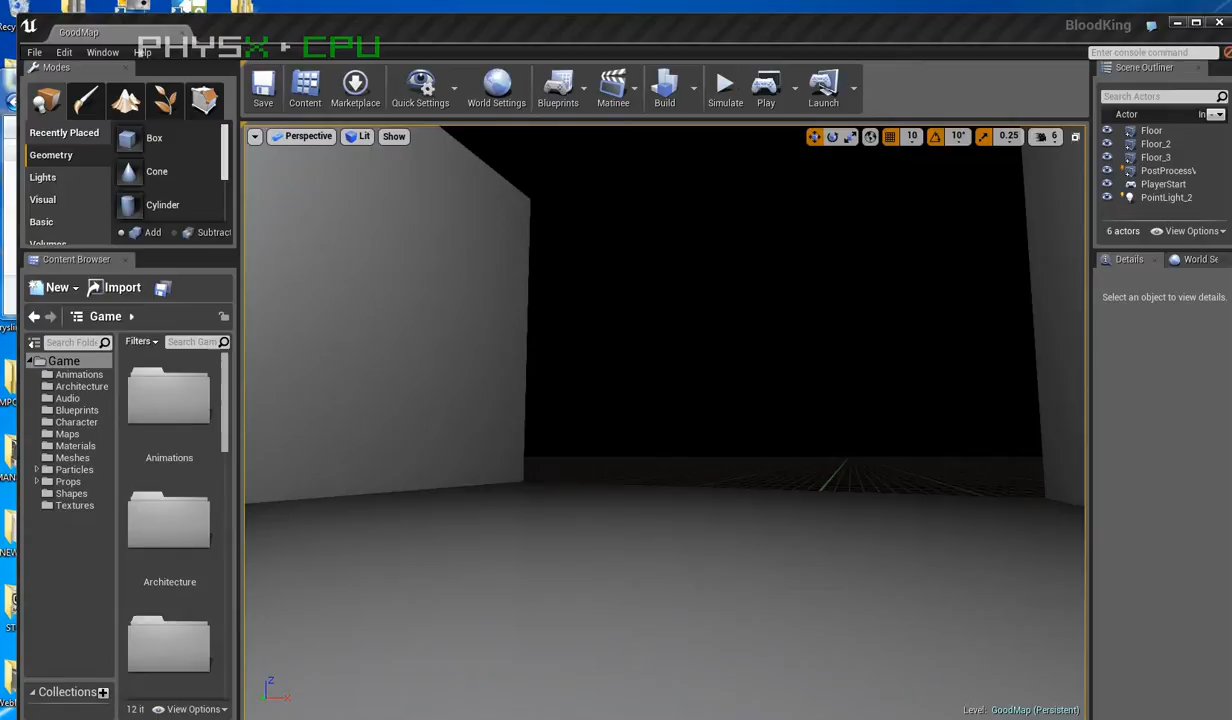 GoodMap
BloodKing
File Edit Window Help
PHYSX CPU
Enter console command
Modes
Save Content Marketplace Quick Settings World Settings Blueprints Matinee Build Simulate Play Launch
Recently Placed
Geometry
Lights
Visual
Basic
Volumes
Box
Cone
Cylinder
Add Subtrac
Perspective Lit Show
10 10° 0.25 6
Scene Outliner
Search Actors
Actor In
Floor
Floor_2
Floor_3
PostProcessV
PlayerStart
PointLight_2
6 actors View Options
Details World Se
Select an object to view details.
Content Browser
New Import
Game
Search Folde
Filters Search Gam
Game
Animations
Architecture
Audio
Blueprints
Character
Maps
Materials
Meshes
Particles
Props
Shapes
Textures
Animations
Architecture
Collections
12 it View Options
Z
X
Level: GoodMap (Persistent)